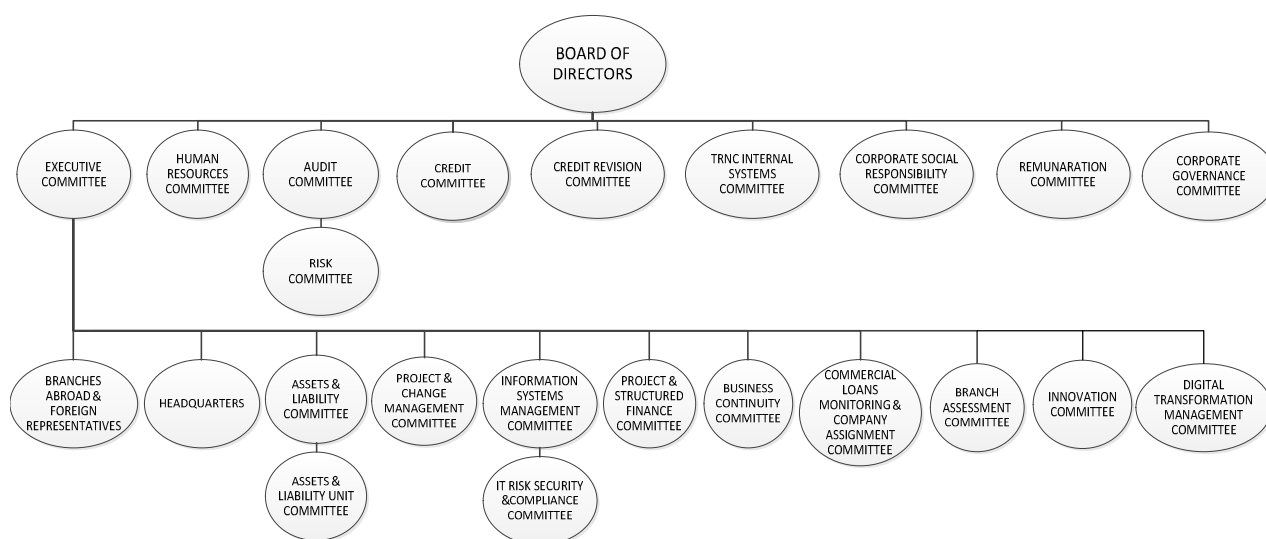 BOARD OF
DIRECTORS
EXECUTIVE
COMMITTEE
HUMAN
RESOURCES
COMMITTEE
AUDIT
COMMITTEE
CREDIT
COMMITTEE
CREDIT REVISION
COMMITTEE
TRNC INTERNAL
SYSTEMS
COMMITTEE
CORPORATE SOCIAL
RESPONSIBILITY
COMMITTEE
REMUNARATION
COMMITTEE
CORPORATE
GOVERNANCE
COMMITTEE
RISK
COMMITTEE
BRANCHES
ABROAD &
FOREIGN
REPRESENTATIVES
HEADQUARTERS
ASSETS &
LIABILITY
COMMITTEE
PROJECT &
CHANGE
MANAGEMENT
COMMITTEE
INFORMATION
SYSTEMS
MANAGEMENT
COMMITTEE
PROJECT &
STRUCTURED
FINANCE
COMMITTEE
BUSINESS
CONTINUITY
COMMITTEE
COMMERCIAL
LOANS
MONITORING &
COMPANY
ASSIGNMENT
COMMITTEE
BRANCH
ASSESSMENT
COMMITTEE
INNOVATION
COMMITTEE
DIGITAL
TRANSFORMATION
MANAGEMENT
COMMITTEE
ASSETS &
LIABILITY UNIT
COMMITTEE
IT RISK SECURITY
&COMPLIANCE
COMMITTEE